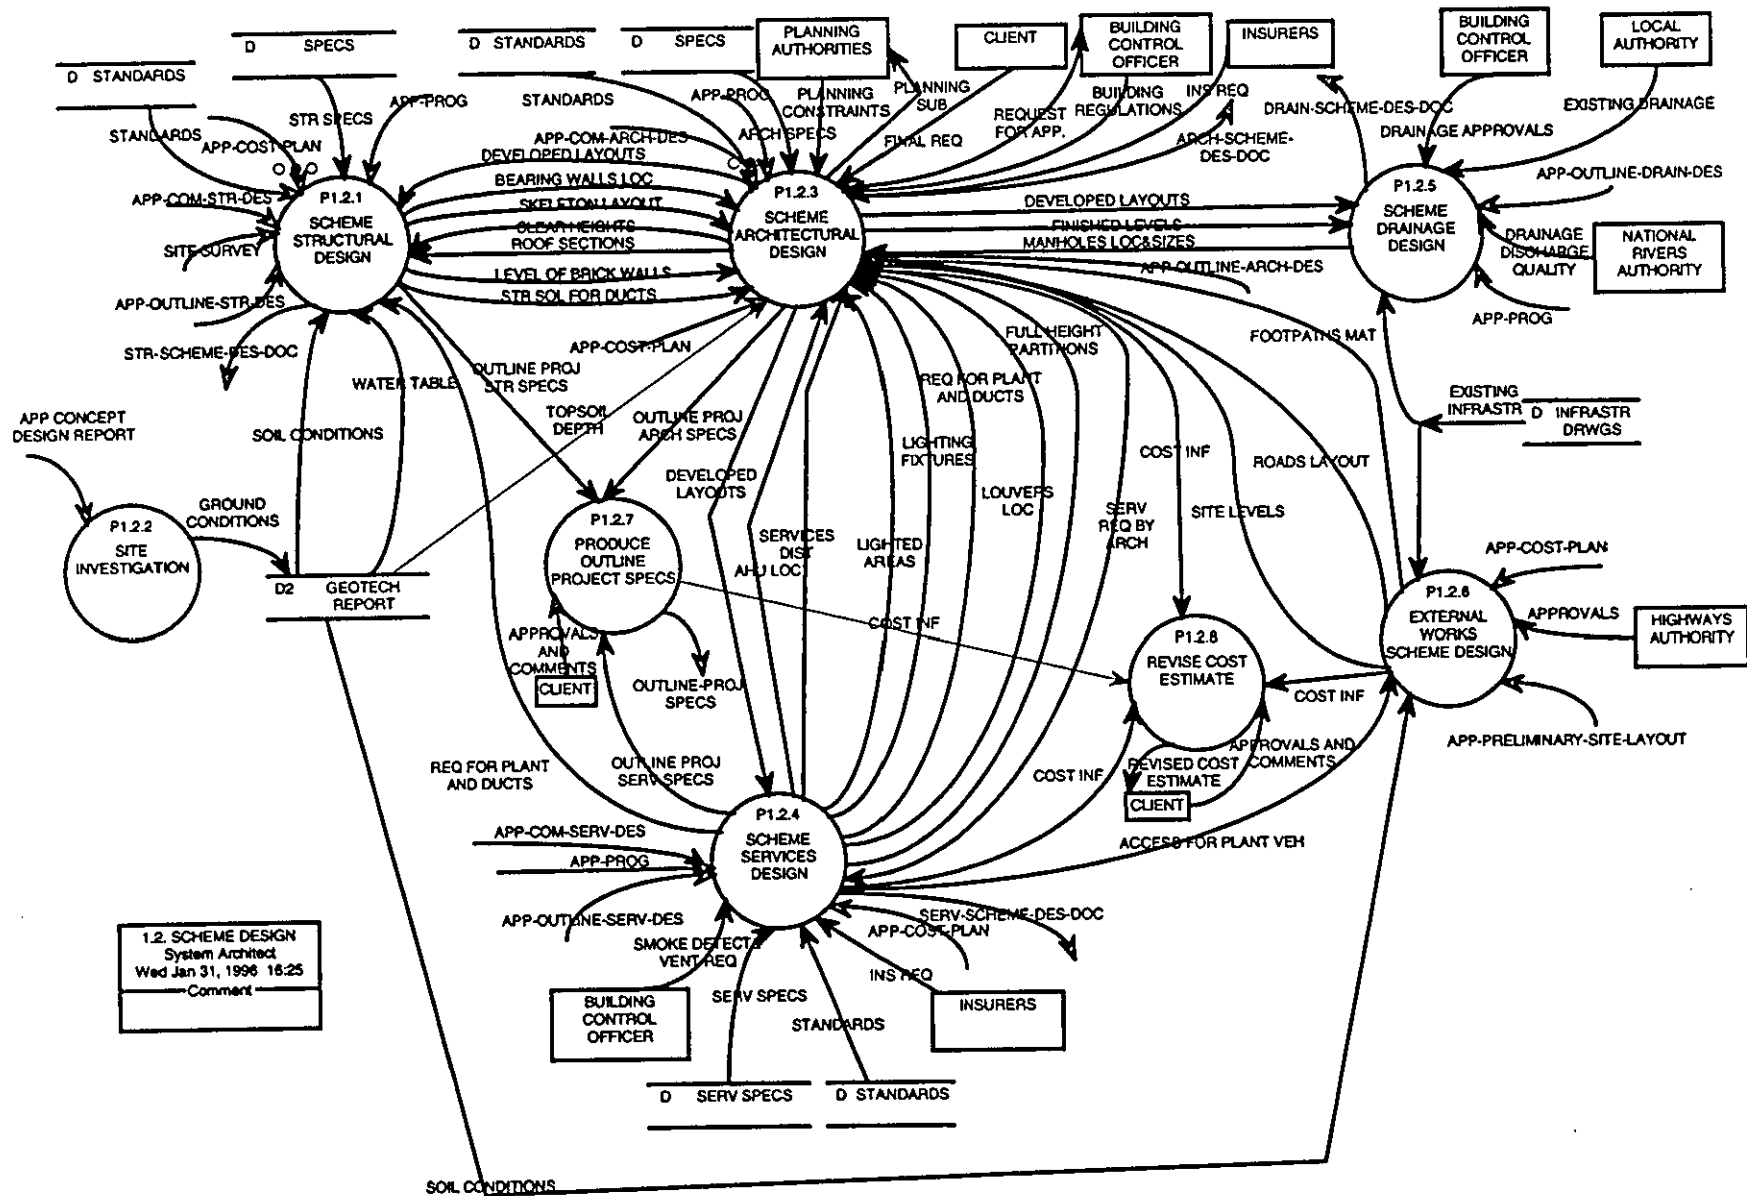 D SPECS
D STANDARDS
D STANDARDS
D SPECS
PLANNING
AUTHORITIES
CLIENT
BUILDING
CONTROL
OFFICER
INSURERS
BUILDING
CONTROL
OFFICER
LOCAL
AUTHORITY
STANDARDS
APP-COST-PLAN
STR SPECS
APP-PROG
STANDARDS
APP-PROG
ARCH SPECS
PLANNING
CONSTRAINTS
PLANNING
SUB
FINAL REQ
REQUEST
FOR APP.
BUILDING
REGULATIONS
INS REQ
ARCH-SCHEME-
DES-DOC
DRAIN-SCHEME-DES-DOC
DRAINAGE APPROVALS
EXISTING DRAINAGE
APP-COM-ARCH-DES
DEVELOPED LAYOUTS
BEARING WALLS LOC
SKELETON LAYOUT
CLEAR HEIGHTS
ROOF SECTIONS
LEVEL OF BRICK WALLS
STR SOL FOR DUCTS
APP-COM-STR-DES
SITE-SURVEY
APP-OUTLINE-STR-DES
STR-SCHEME-DES-DOC
P1.2.1
SCHEME
STRUCTURAL
DESIGN
P1.2.3
SCHEME
ARCHITECTURAL
DESIGN
DEVELOPED LAYOUTS
FINISHED LEVELS
MANHOLES LOC&SIZES
APP-OUTLINE-ARCH-DES
P1.2.5
SCHEME
DRAINAGE
DESIGN
APP-OUTLINE-DRAIN-DES
DRAINAGE
DISCHARGE
QUALITY
NATIONAL
RIVERS
AUTHORITY
APP-PROG
WATER TABLE
OUTLINE PROJ
STR SPECS
APP-COST-PLAN
TOPSOIL
DEPTH
OUTLINE PROJ
ARCH SPECS
FULL HEIGHT
PARTITIONS
FOOTPATHS MAT
REQ FOR PLANT
AND DUCTS
EXISTING
INFRASTR
D INFRASTR
DRWGS
APP CONCEPT
DESIGN REPORT
SOIL CONDITIONS
LIGHTING
FIXTURES
COST INF
ROADS LAYOUT
GROUND
CONDITIONS
DEVELOPED
LAYOUTS
LOUVERS
LOC
SERV
REQ BY
ARCH
SITE LEVELS
P1.2.2
SITE
INVESTIGATION
P1.2.7
PRODUCE
OUTLINE
PROJECT SPECS
SERVICES
DIST
AHU LOC
LIGHTED
AREAS
D2 GEOTECH
REPORT
APP-COST-PLAN
P1.2.6
EXTERNAL
WORKS
SCHEME DESIGN
APPROVALS
HIGHWAYS
AUTHORITY
COST INF
P1.2.8
REVISE COST
ESTIMATE
APPROVALS
AND
COMMENTS
CLIENT
OUTLINE-PROJ
SPECS
COST INF
APP-PRELIMINARY-SITE-LAYOUT
REQ FOR PLANT
AND DUCTS
OUTLINE PROJ
SERV SPECS
COST INF
REVISED COST
ESTIMATE
APPROVALS AND
COMMENTS
CLIENT
ACCESS FOR PLANT VEH
P1.2.4
SCHEME
SERVICES
DESIGN
APP-COM-SERV-DES
APP-PROG
APP-OUTLINE-SERV-DES
SMOKE DETECT &
VENT REQ
SERV-SCHEME-DES-DOC
APP-COST-PLAN
INS REQ
SERV SPECS
STANDARDS
BUILDING
CONTROL
OFFICER
INSURERS
1.2. SCHEME DESIGN
System Architect
Wed Jan 31, 1996 16:25
Comment
D SERV SPECS
D STANDARDS
SOIL CONDITIONS